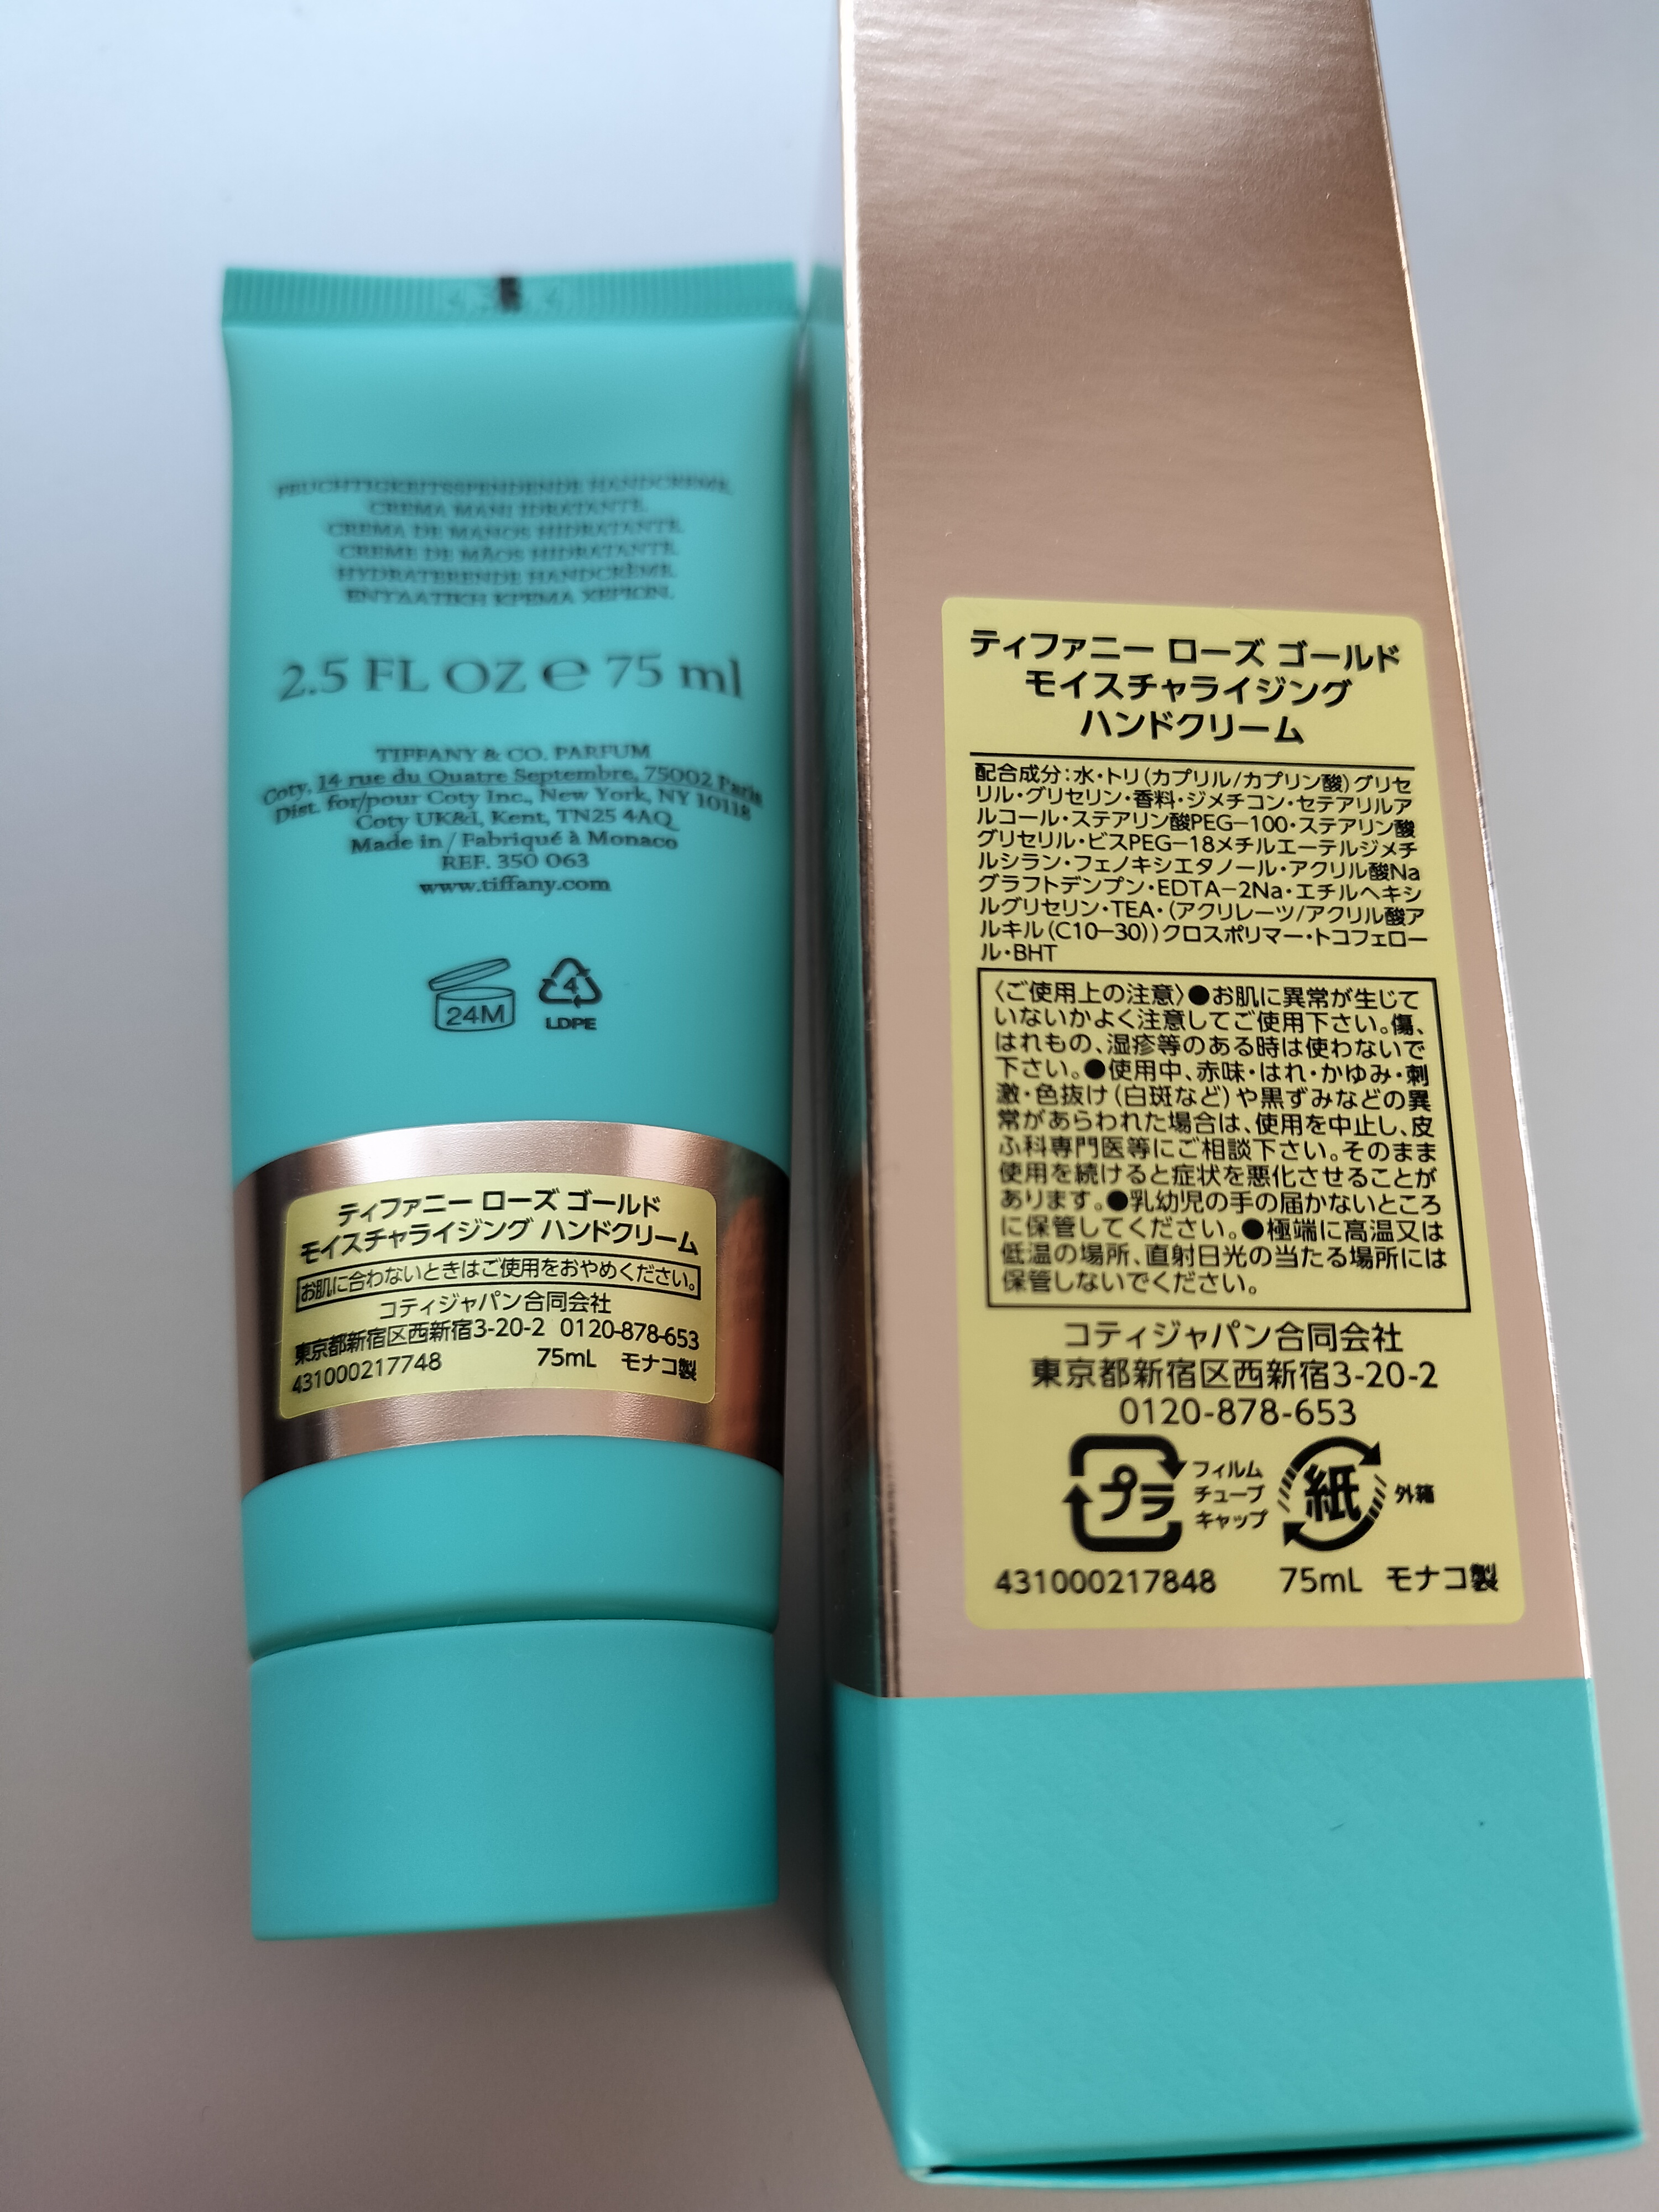 FEUCHTIGKEITSSPENDENDE HANDCREME.
CREMA MANI IDRATANTE.
CREMA DE MANOS HIDRATANTE.
CREME DE MÃOS HIDRATANTE.
HYDRATERENDE HANDCRÈME.
ΕΝΥΔΑΤΙΚΗ ΚΡΕΜΑ ΧΕΡΙΩΝ.
2.5 FL OZ ℮ 75 ml
TIFFANY & CO. PARFUM
Coty, 14 rue du Quatre Septembre, 75002 Paris
Dist. for/pour Coty Inc., New York, NY 10118
Coty UK&I, Kent, TN25 4AQ
Made in / Fabriqué à Monaco
REF. 350 063
www.tiffany.com
24M
4
LDPE
ティファニー ローズ ゴールド
モイスチャライジング ハンドクリーム
お肌に合わないときはご使用をおやめください。
コティジャパン合同会社
東京都新宿区西新宿3-20-2 0120-878-653
431000217748 75mL モナコ製
ティファニー ローズ ゴールド
モイスチャライジング
ハンドクリーム
配合成分：水・トリ（カプリル/カプリン酸）グリセ
リル・グリセリン・香料・ジメチコン・セテアリルア
ルコール・ステアリン酸PEG−100・ステアリン酸
グリセリル・ビスPEG−18メチルエーテルジメチ
ルシラン・フェノキシエタノール・アクリル酸Na
グラフトデンプン・EDTA−2Na・エチルヘキシ
ルグリセリン・TEA・（アクリレーツ/アクリル酸ア
ルキル（C10−30））クロスポリマー・トコフェロー
ル・BHT
〈ご使用上の注意〉●お肌に異常が生じて
いないかよく注意してご使用下さい。傷、
はれもの、湿疹等のある時は使わないで
下さい。●使用中、赤味・はれ・かゆみ・刺
激・色抜け（白斑など）や黒ずみなどの異
常があらわれた場合は、使用を中止し、皮
ふ科専門医等にご相談下さい。そのまま
使用を続けると症状を悪化させることが
あります。●乳幼児の手の届かないところ
に保管してください。●極端に高温又は
低温の場所、直射日光の当たる場所には
保管しないでください。
コティジャパン合同会社
東京都新宿区西新宿3-20-2
0120-878-653
プラ
フィルム
チューブ
キャップ
紙
外箱
431000217848 75mL モナコ製